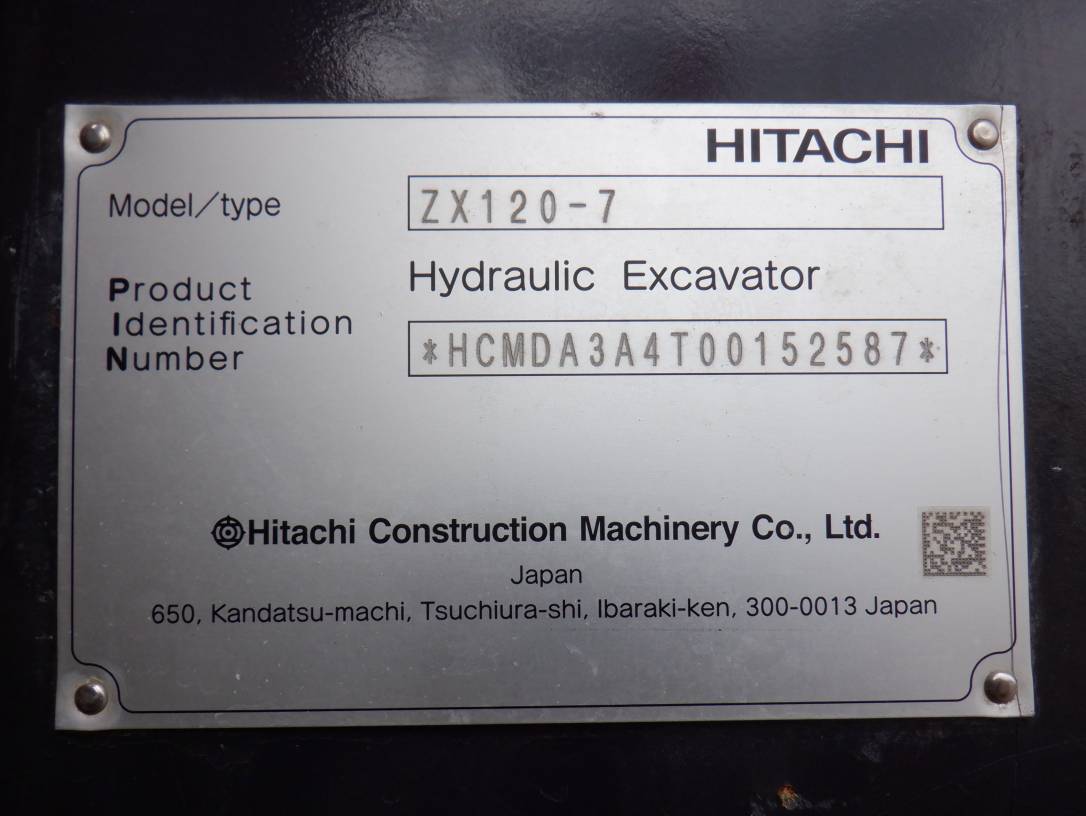 HITACHI
Model/type ZX120-7
Hydraulic Excavator
Product
Identification
Number
*HCMDA3A4T00152587*
Hitachi Construction Machinery Co., Ltd.
Japan
650, Kandatsu-machi, Tsuchiura-shi, Ibaraki-ken, 300-0013 Japan